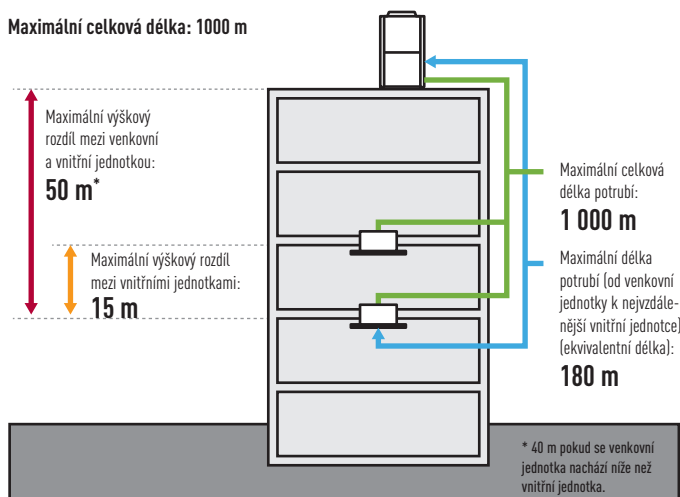 Maximální celková délka: 1000 m
Maximální výškový
rozdíl mezi venkovní
a vnitřní jednotkou:
50 m*
Maximální výškový rozdíl
mezi vnitřními jednotkami:
15 m
Maximální celková
délka potrubí:
1 000 m
Maximální délka
potrubí (od venkovní
jednotky k nejvzdále-
nější vnitřní jednotce)
(ekvivalentní délka):
180 m
* 40 m pokud se venkovní
jednotka nachází níže než
vnitřní jednotka.